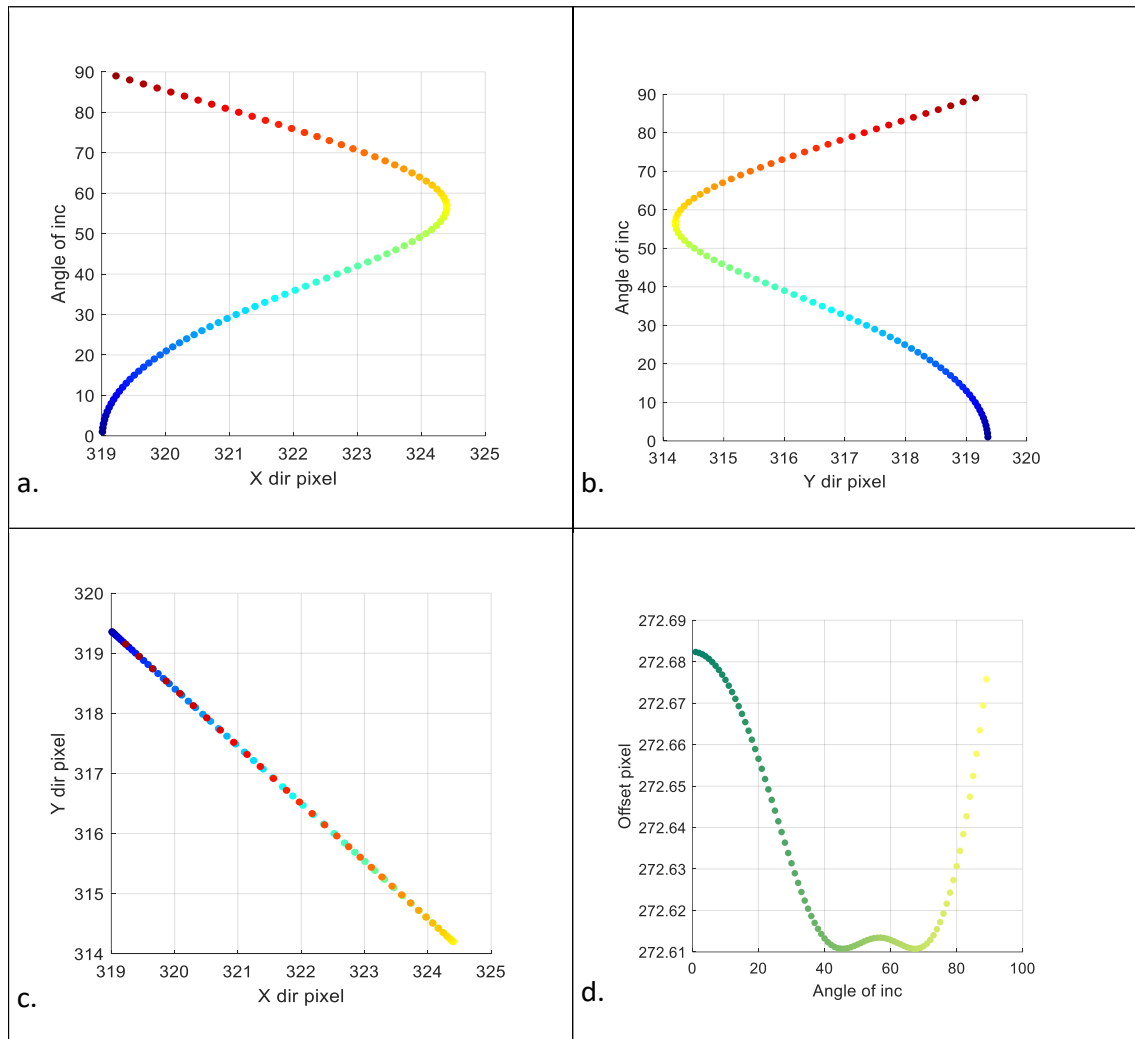 90
80
70
60
50
40
30
20
10
0
Angle of inc
319 320 321 322 323 324 325
X dir pixel
a.
90
80
70
60
50
40
30
20
10
0
Angle of inc
314 315 316 317 318 319 320
Y dir pixel
b.
320
319
318
317
316
315
314
Y dir pixel
319 320 321 322 323 324 325
X dir pixel
c.
272.69
272.68
272.67
272.66
272.65
272.64
272.63
272.62
272.61
Offset pixel
0 20 40 60 80 100
Angle of inc
d.